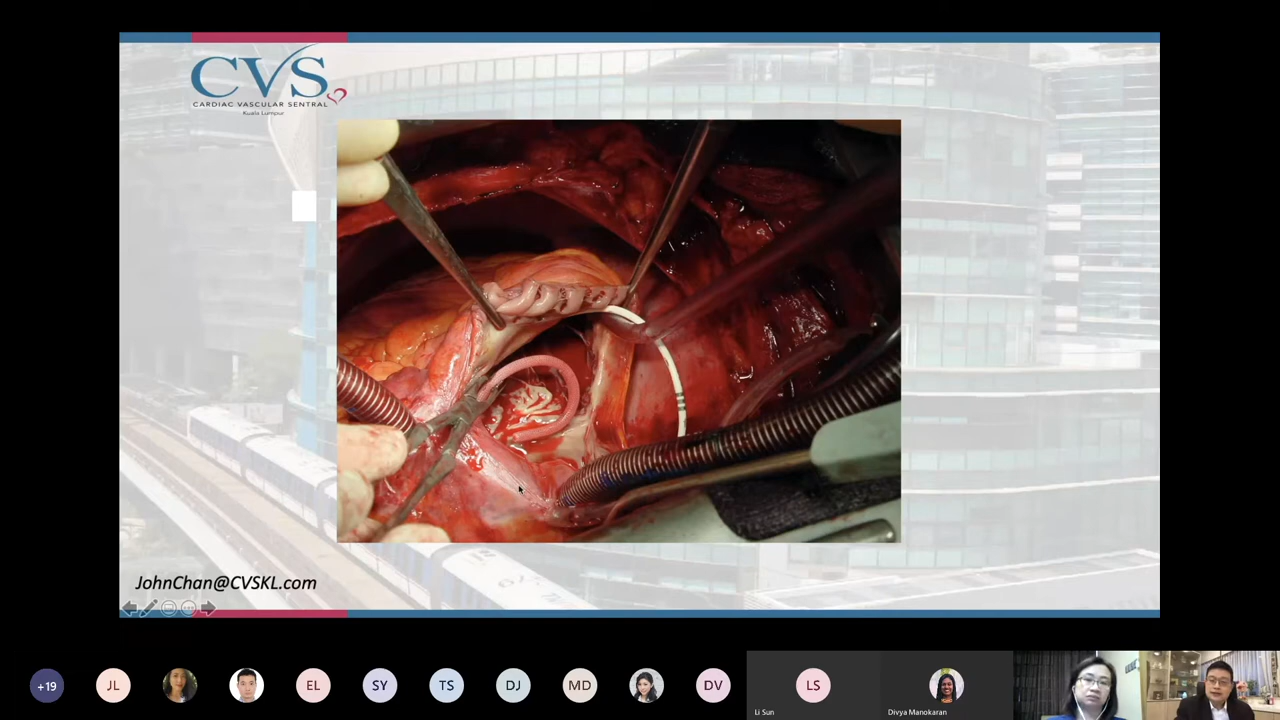 CVS
CARDIAC VASCULAR SENTRAL
Kuala Lumpur
JohnChan@CVSKL.com
+19
JL
EL
SY
TS
DJ
MD
DV
LS
Li Sun
Divya Manokaran